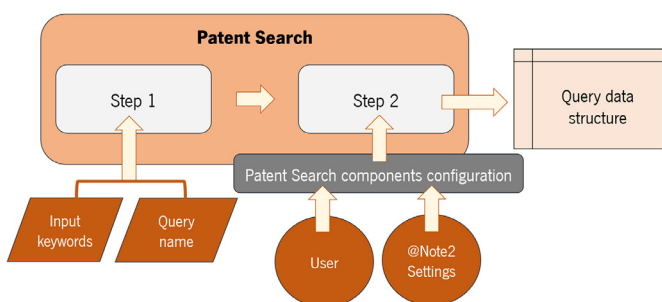 Patent Search
Step 1
Step 2
Query data
structure
Patent Search components configuration
Input
keywords
Query
name
User
@Note2
Settings